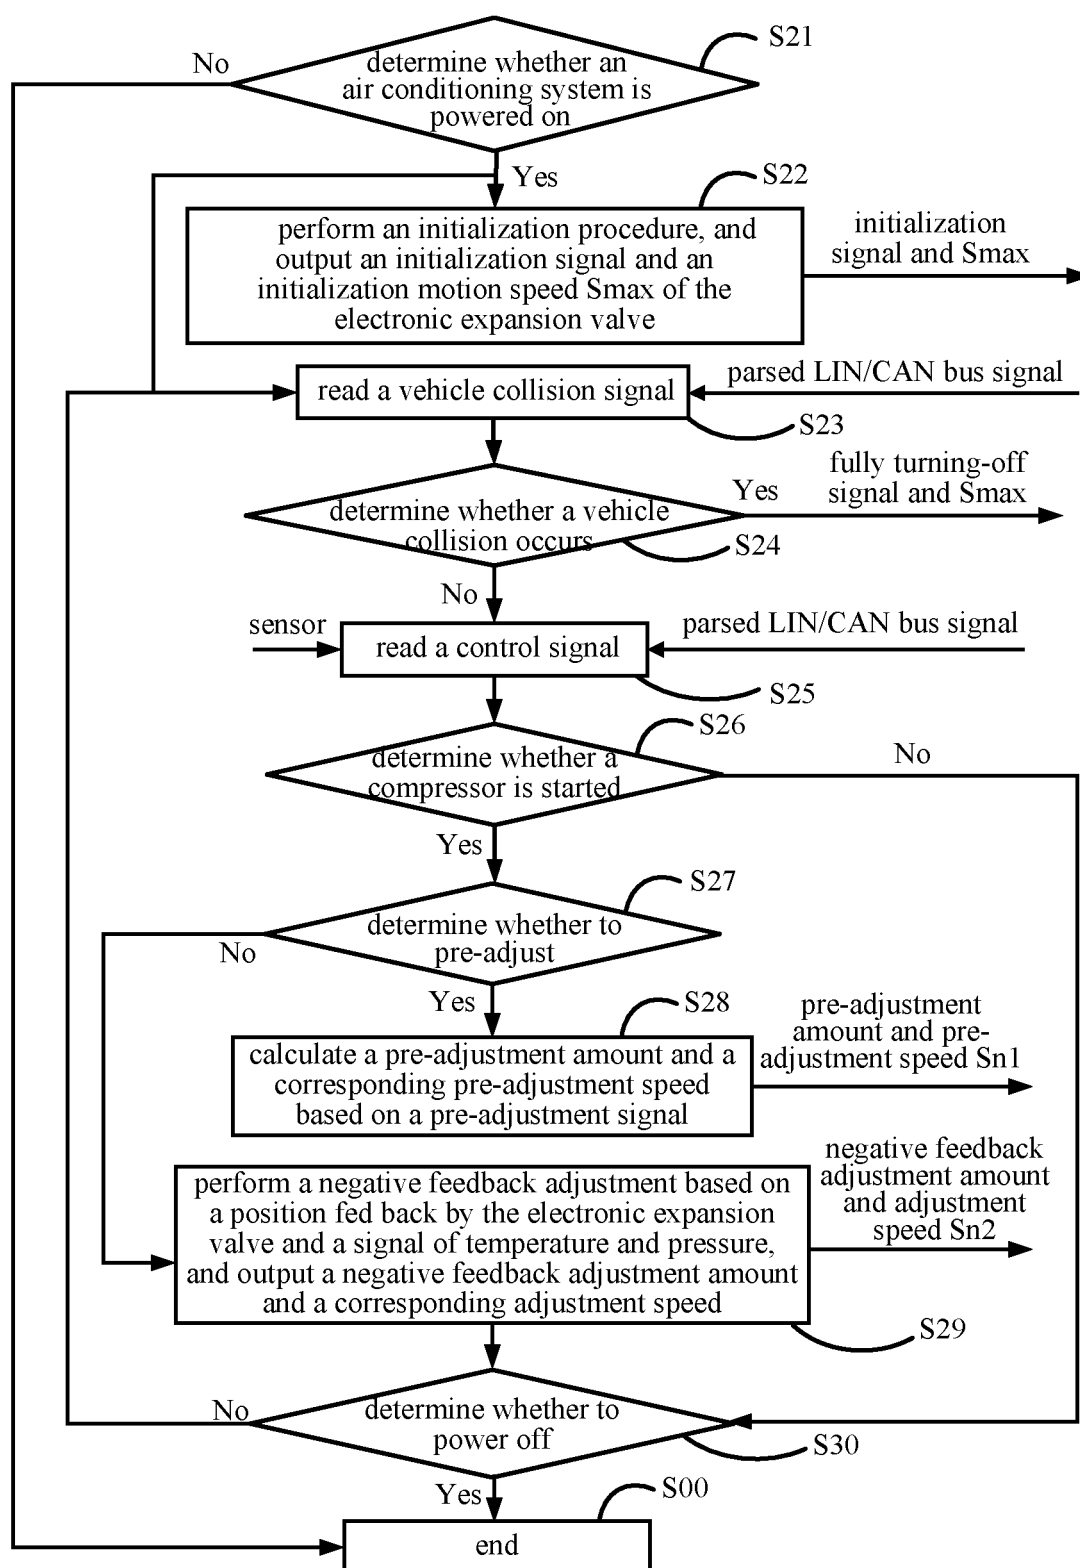 S21
No
determine whether an
air conditioning system is
powered on
Yes
S22
perform an initialization procedure, and
output an initialization signal and an
initialization motion speed Smax of the
electronic expansion valve
initialization
signal and Smax
read a vehicle collision signal
parsed LIN/CAN bus signal
S23
determine whether a vehicle
collision occurs
Yes
fully turning-off
signal and Smax
S24
No
sensor
read a control signal
parsed LIN/CAN bus signal
S25
S26
determine whether a
compressor is started
No
Yes
S27
determine whether to
pre-adjust
No
Yes
S28
calculate a pre-adjustment amount and a
corresponding pre-adjustment speed
based on a pre-adjustment signal
pre-adjustment
amount and pre-
adjustment speed Sn1
perform a negative feedback adjustment based on
a position fed back by the electronic expansion
valve and a signal of temperature and pressure,
and output a negative feedback adjustment amount
and a corresponding adjustment speed
negative feedback
adjustment amount
and adjustment
speed Sn2
S29
No
determine whether to
power off
S30
Yes
S00
end